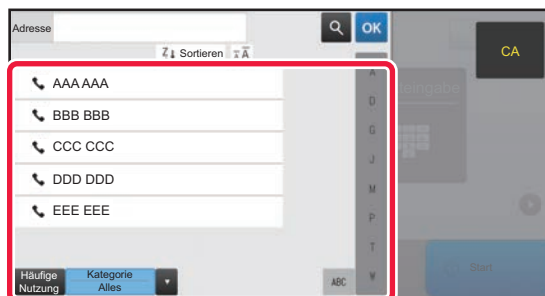 Adresse
OK
CA
Sortieren
A
AAA AAA
D
BBB BBB
G
CCC CCC
J
DDD DDD
M
EEE EEE
P
T
Häufige Nutzung
Kategorie
Alles
ABC
W
Start